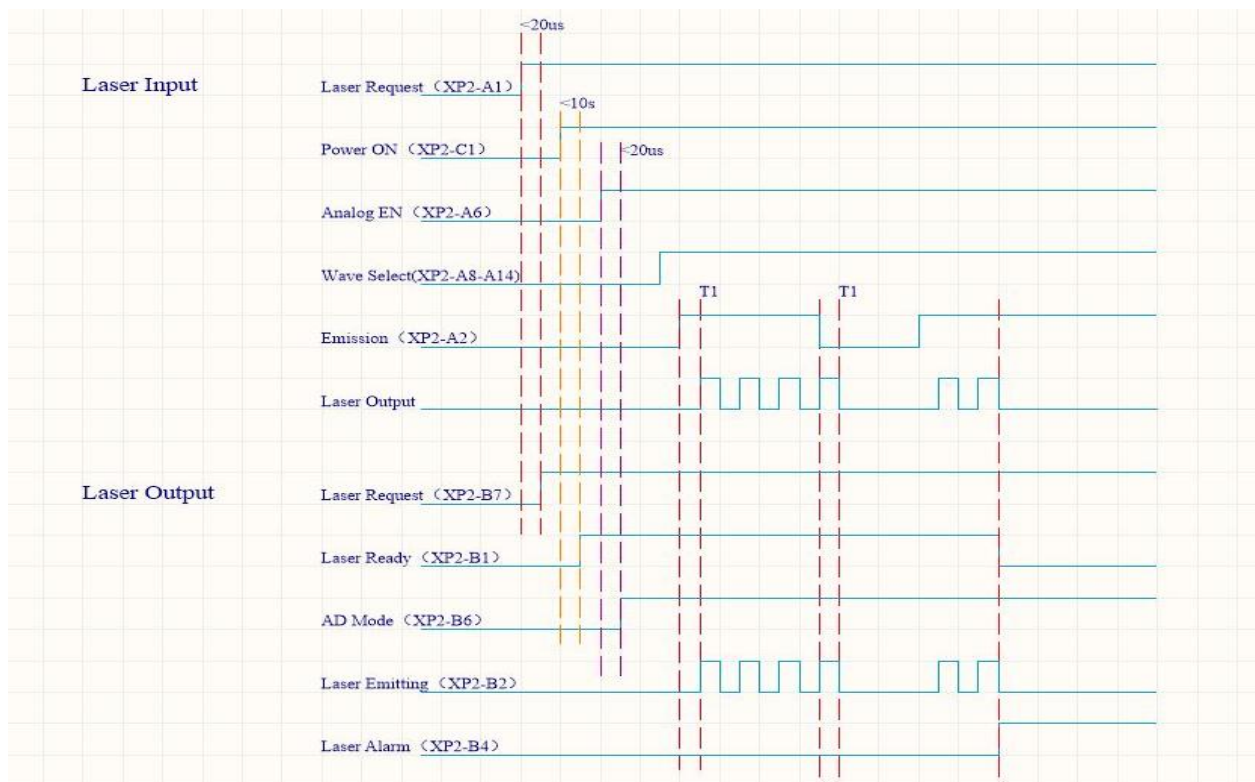 <20us
Laser Input
Laser Request（XP2-A1）
<10s
Power ON（XP2-C1）
<20us
Analog EN（XP2-A6）
Wave Select(XP2-A8-A14)
T1
T1
Emission（XP2-A2）
Laser Output
Laser Output
Laser Request（XP2-B7）
Laser Ready（XP2-B1）
AD Mode（XP2-B6）
Laser Emitting（XP2-B2）
Laser Alarm（XP2-B4）